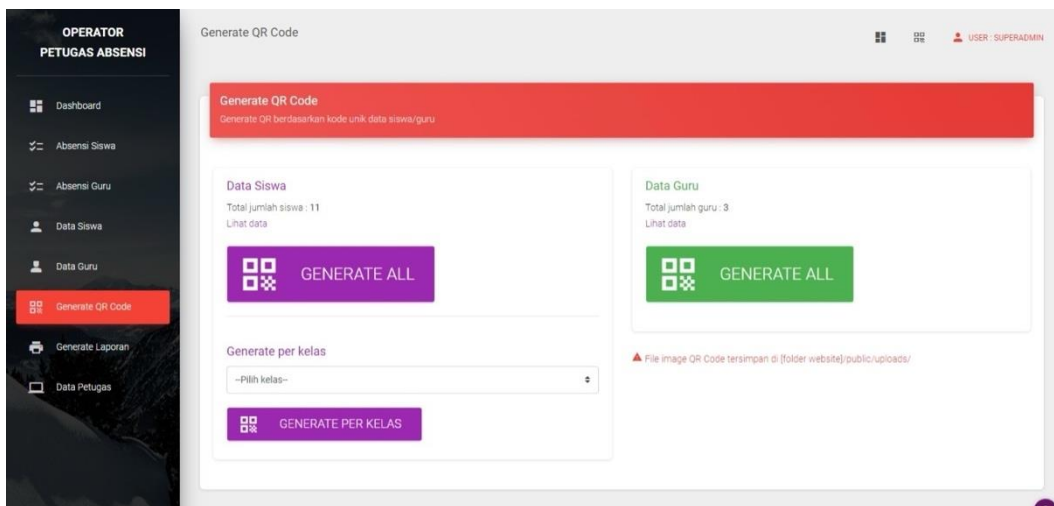 OPERATOR
PETUGAS ABSENSI
Dashboard
Absensi Siswa
Absensi Guru
Data Siswa
Data Guru
Generate QR Code
Generate Laporan
Data Petugas
Generate QR Code
USER : SUPERADMIN
Generate QR Code
Generate QR berdasarkan kode unik data siswa/guru
Data Siswa
Total jumlah siswa : 11
Lihat data
GENERATE ALL
Generate per kelas
--Pilih kelas--
GENERATE PER KELAS
Data Guru
Total jumlah guru : 3
Lihat data
GENERATE ALL
File image QR Code tersimpan di [folder website]/public/uploads/